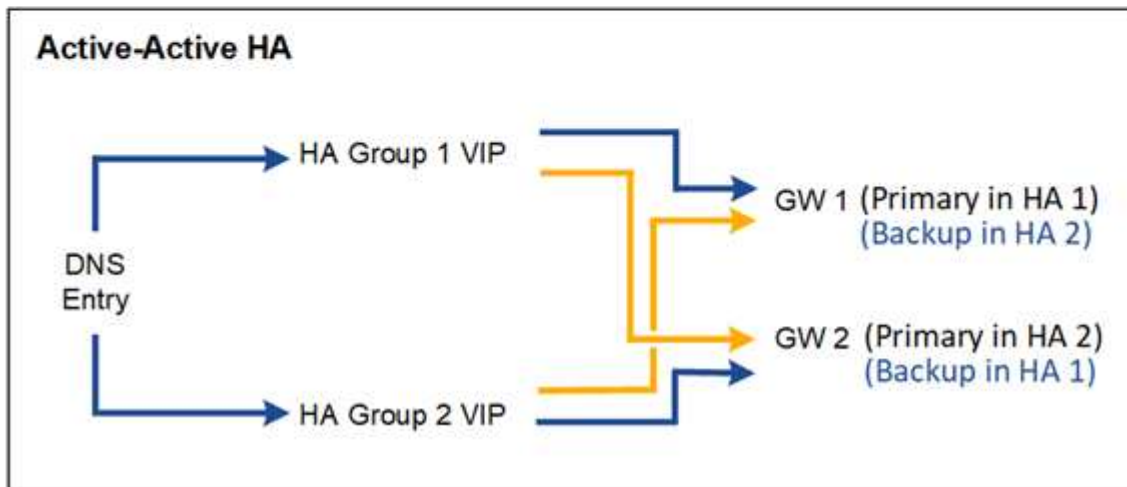 Active-Active HA
HA Group 1 VIP
GW 1 (Primary in HA 1)
(Backup in HA 2)
DNS
Entry
GW 2 (Primary in HA 2)
(Backup in HA 1)
HA Group 2 VIP